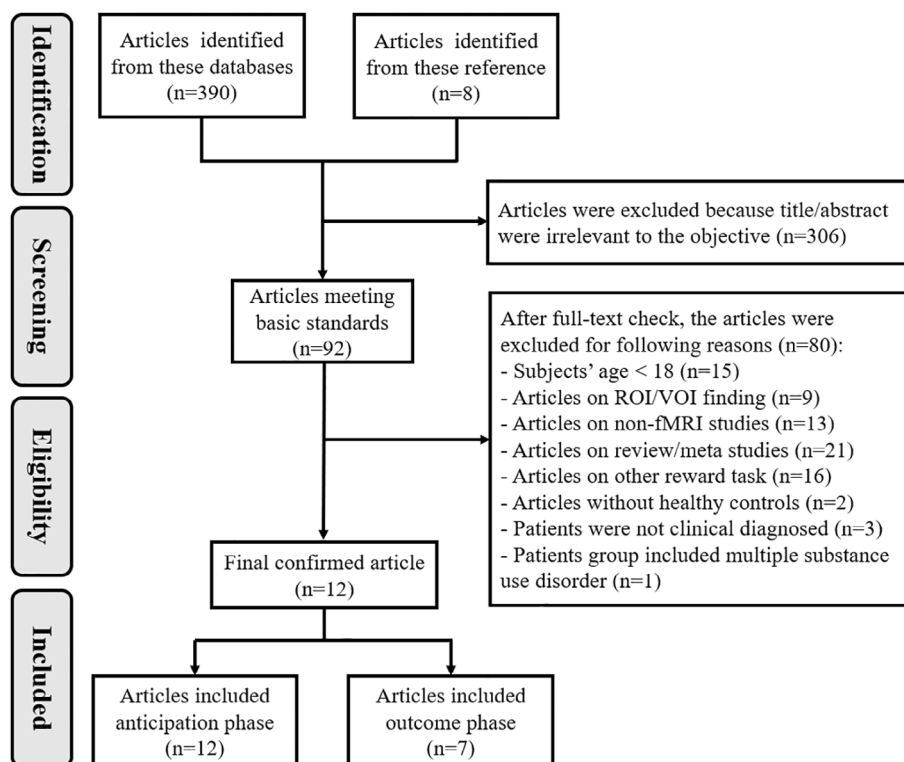 Identification
Articles identified
from these databases
(n=390)
Articles identified
from these reference
(n=8)
Articles were excluded because title/abstract
were irrelevant to the objective (n=306)
Screening
Articles meeting
basic standards
(n=92)
After full-text check, the articles were
excluded for following reasons (n=80):
- Subjects’ age < 18 (n=15)
- Articles on ROI/VOI finding (n=9)
- Articles on non-fMRI studies (n=13)
- Articles on review/meta studies (n=21)
- Articles on other reward task (n=16)
- Articles without healthy controls (n=2)
- Patients were not clinical diagnosed (n=3)
- Patients group included multiple substance
use disorder (n=1)
Eligibility
Final confirmed article
(n=12)
Included
Articles included
anticipation phase
(n=12)
Articles included
outcome phase
(n=7)